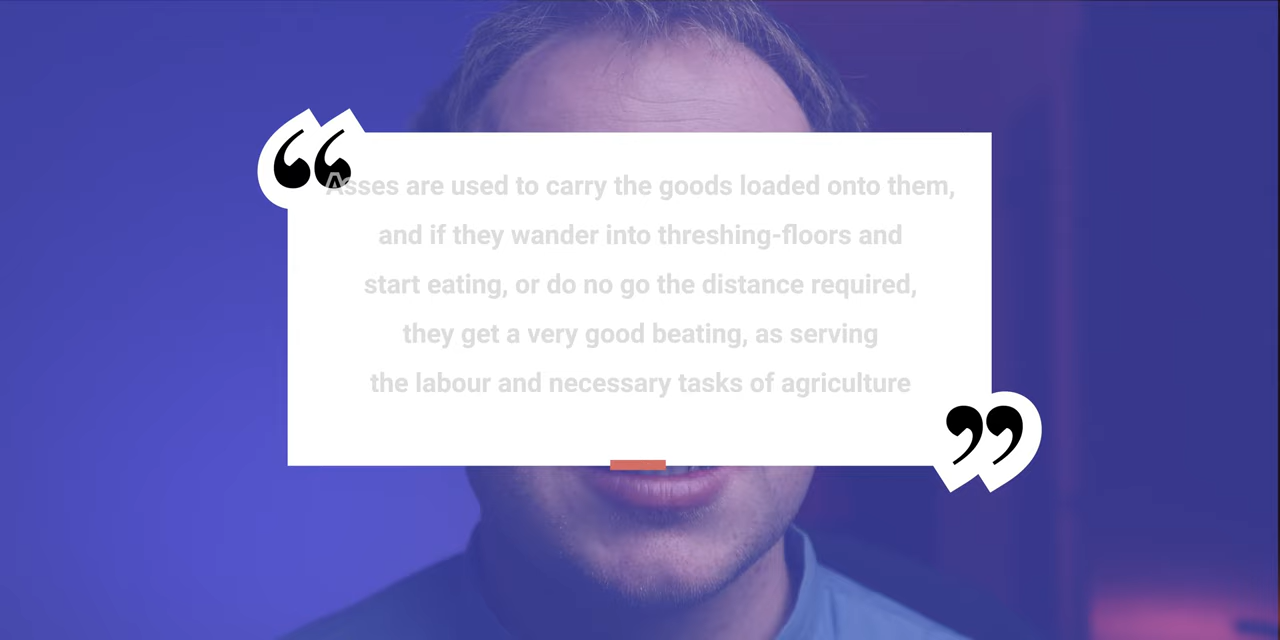 Asses are used to carry the goods loaded onto them,
and if they wander into threshing-floors and
start eating, or do no go the distance required,
they get a very good beating, as serving
the labour and necessary tasks of agriculture